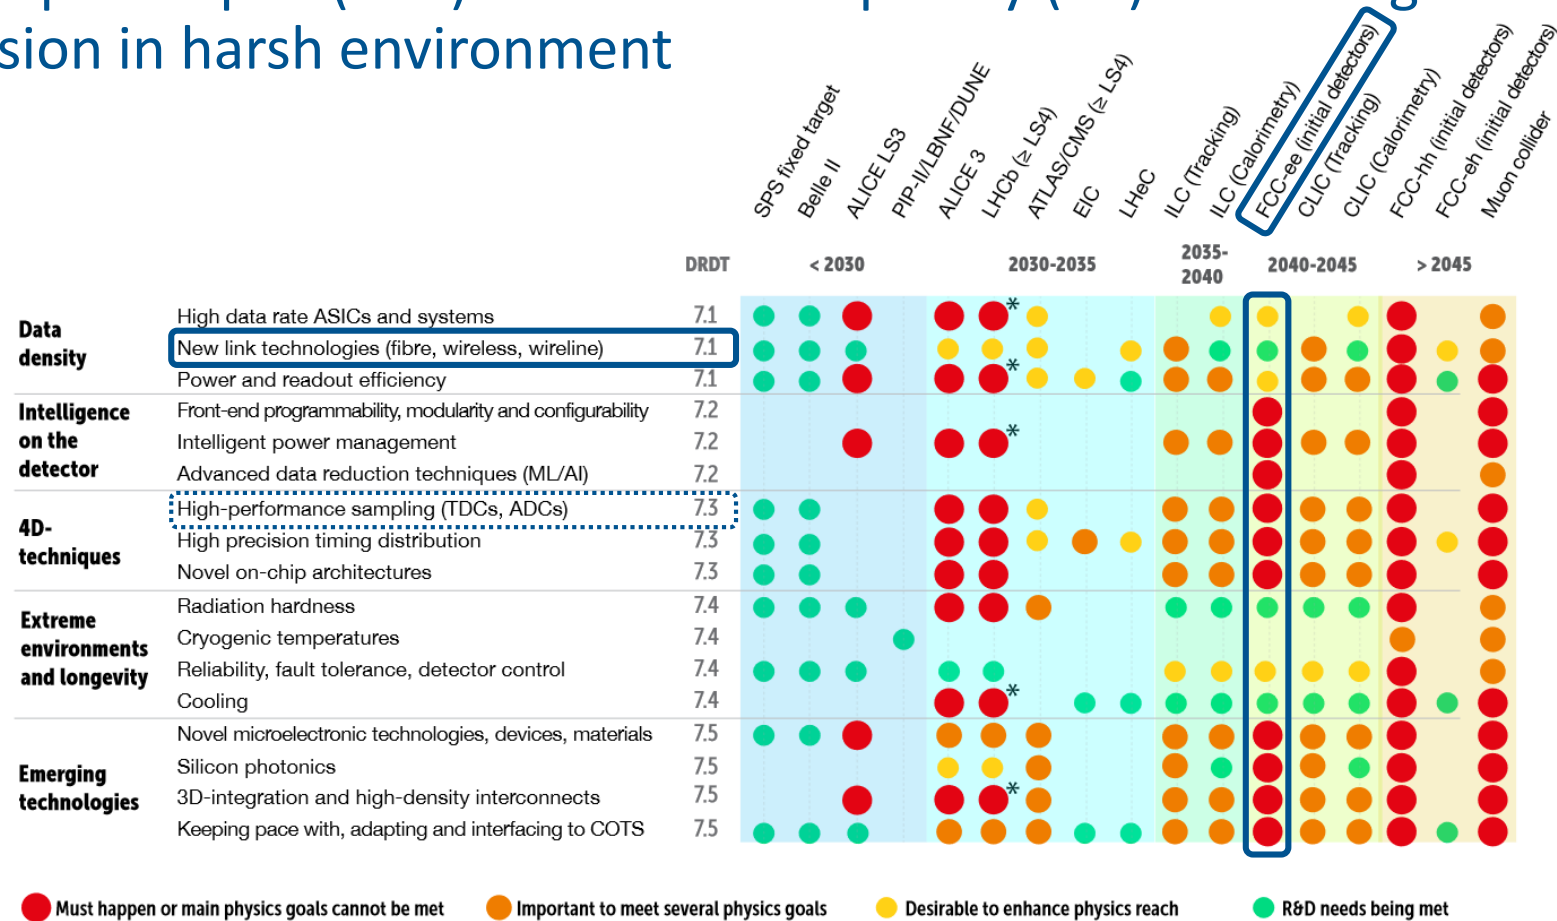 sion in harsh environment
SPS fixed target
Belle II
ALICE LS3
PIP-II/LBNF/DUNE
ALICE 3
LHCb (≥ LS4)
ATLAS/CMS (≥ LS4)
EIC
LHeC
ILC (Tracking)
ILC (Calorimetry)
FCC-ee (initial detectors)
CLIC (Tracking)
CLIC (Calorimetry)
FCC-hh (initial detectors)
FCC-eh (initial detectors)
Muon collider
DRDT
< 2030
2030-2035
2035-
2040
2040-2045
> 2045
Data
density
High data rate ASICs and systems 7.1 *
New link technologies (fibre, wireless, wireline) 7.1
Power and readout efficiency 7.1 *
Intelligence
on the
detector
Front-end programmability, modularity and configurability 7.2
Intelligent power management 7.2 *
Advanced data reduction techniques (ML/AI) 7.2
4D-
techniques
High-performance sampling (TDCs, ADCs) 7.3
High precision timing distribution 7.3
Novel on-chip architectures 7.3
Extreme
environments
and longevity
Radiation hardness 7.4
Cryogenic temperatures 7.4
Reliability, fault tolerance, detector control 7.4
Cooling 7.4 *
Emerging
technologies
Novel microelectronic technologies, devices, materials 7.5
Silicon photonics 7.5
3D-integration and high-density interconnects 7.5 *
Keeping pace with, adapting and interfacing to COTS 7.5
Must happen or main physics goals cannot be met
Important to meet several physics goals
Desirable to enhance physics reach
R&D needs being met